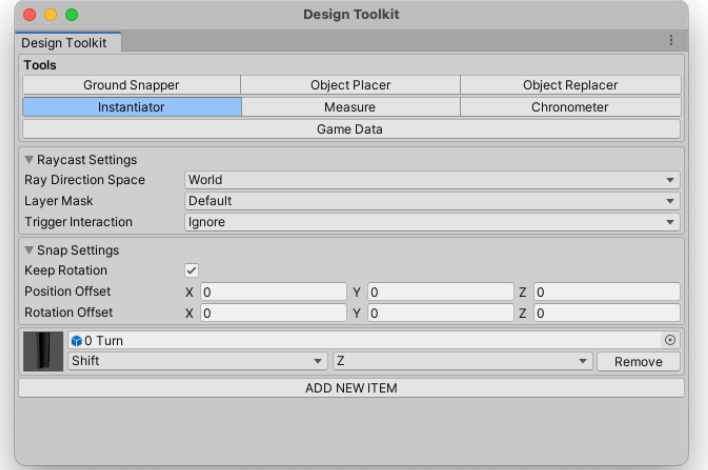 Design Toolkit
Design Toolkit
Tools
Ground Snapper Object Placer Object Replacer
Instantiator Measure Chronometer
Game Data
Raycast Settings
Ray Direction Space World
Layer Mask Default
Trigger Interaction Ignore
Snap Settings
Keep Rotation
Position Offset X 0 Y 0 Z 0
Rotation Offset X 0 Y 0 Z 0
0 Turn
Shift Z Remove
ADD NEW ITEM